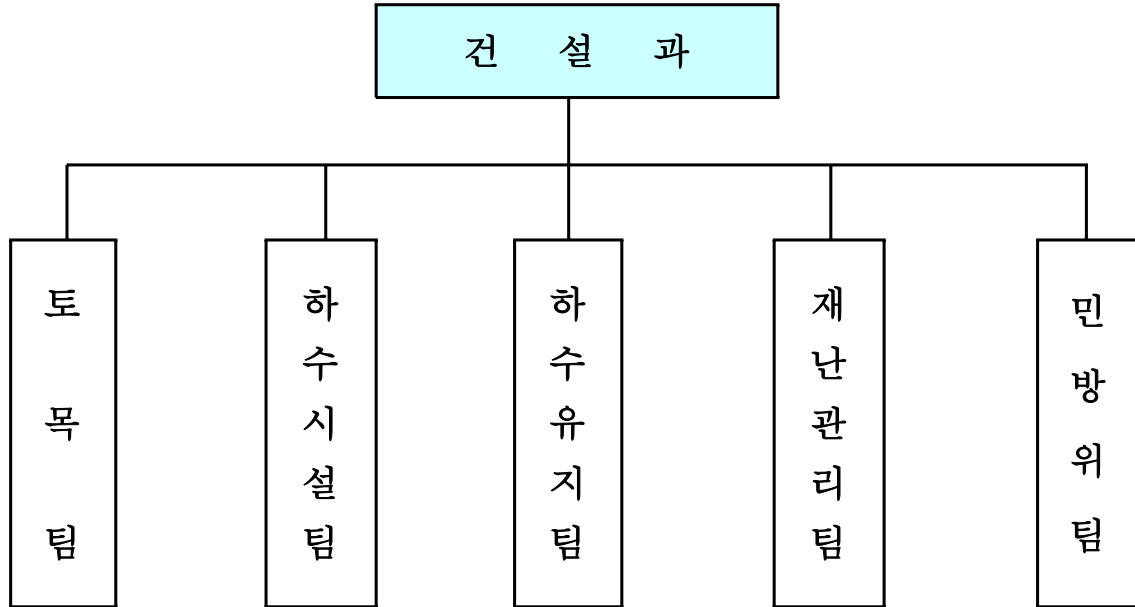 건 설 과
토목팀
하수시설팀
하수유지팀
재난관리팀
민방위팀